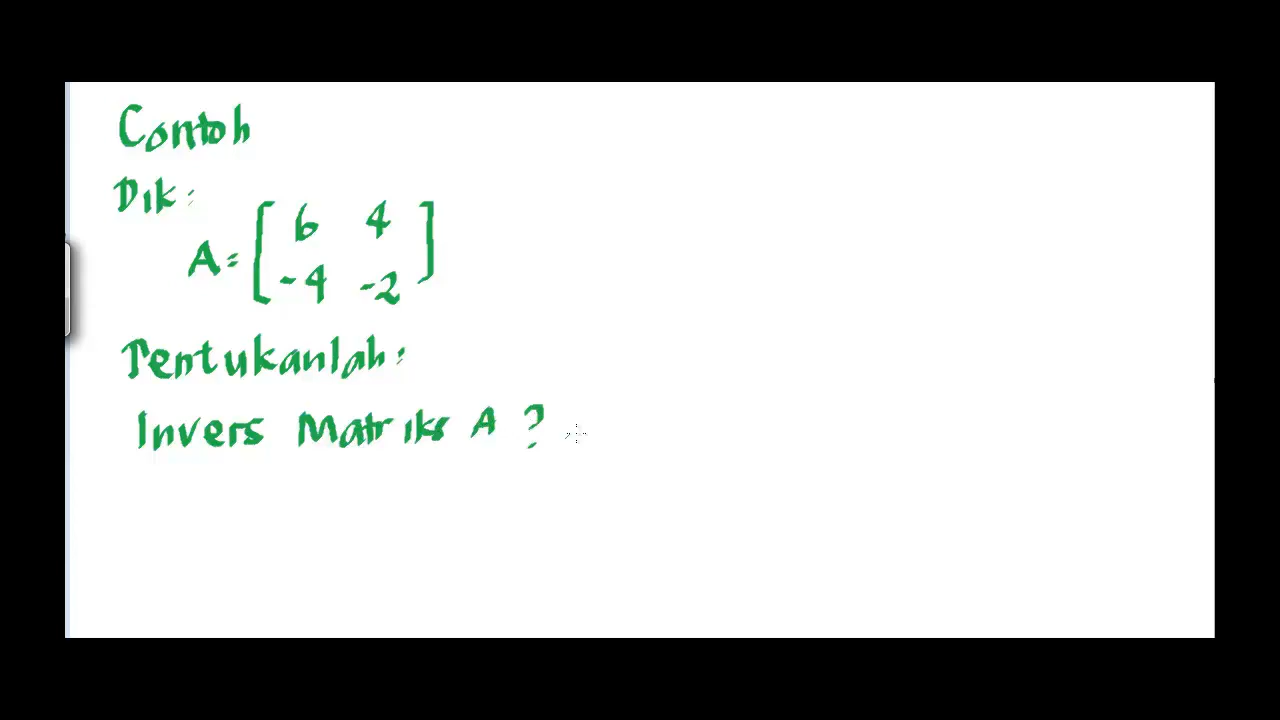 Contoh
Dik:
A = [ 6 4
-4 -2 ]
Tentukanlah:
Invers Matriks A ?